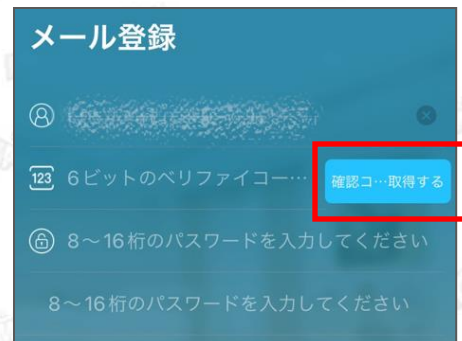 メール登録
123 6ビットのベリファイコー… 確認コ…取得する
8～16桁のパスワードを入力してください
8～16桁のパスワードを入力してください